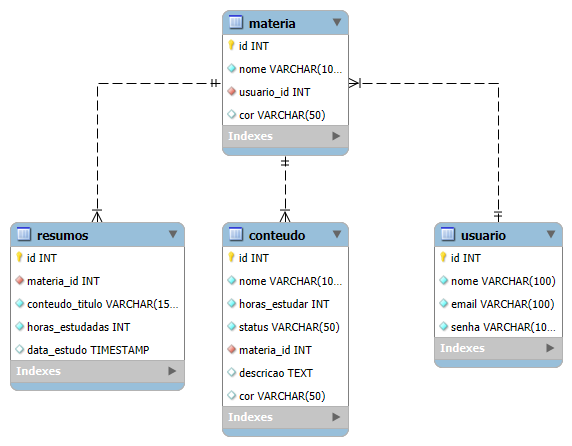 materia
id INT
nome VARCHAR(10...
usuario_id INT
cor VARCHAR(50)
Indexes
resumos
id INT
materia_id INT
conteudo_titulo VARCHAR(15...
horas_estudadas INT
data_estudo TIMESTAMP
Indexes
conteudo
id INT
nome VARCHAR(10...
horas_estudar INT
status VARCHAR(50)
materia_id INT
descricao TEXT
cor VARCHAR(50)
Indexes
usuario
id INT
nome VARCHAR(100)
email VARCHAR(100)
senha VARCHAR(10...
Indexes